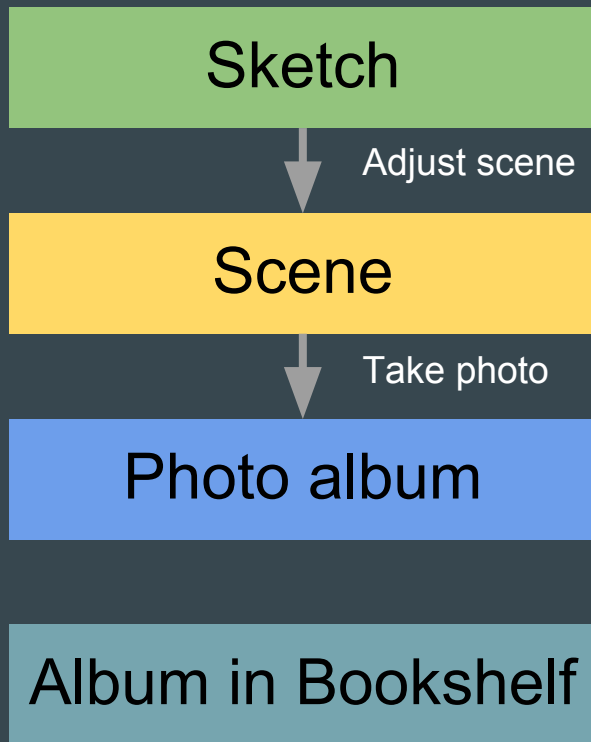 Sketch
Adjust scene
Scene
Take photo
Photo album
Album in Bookshelf